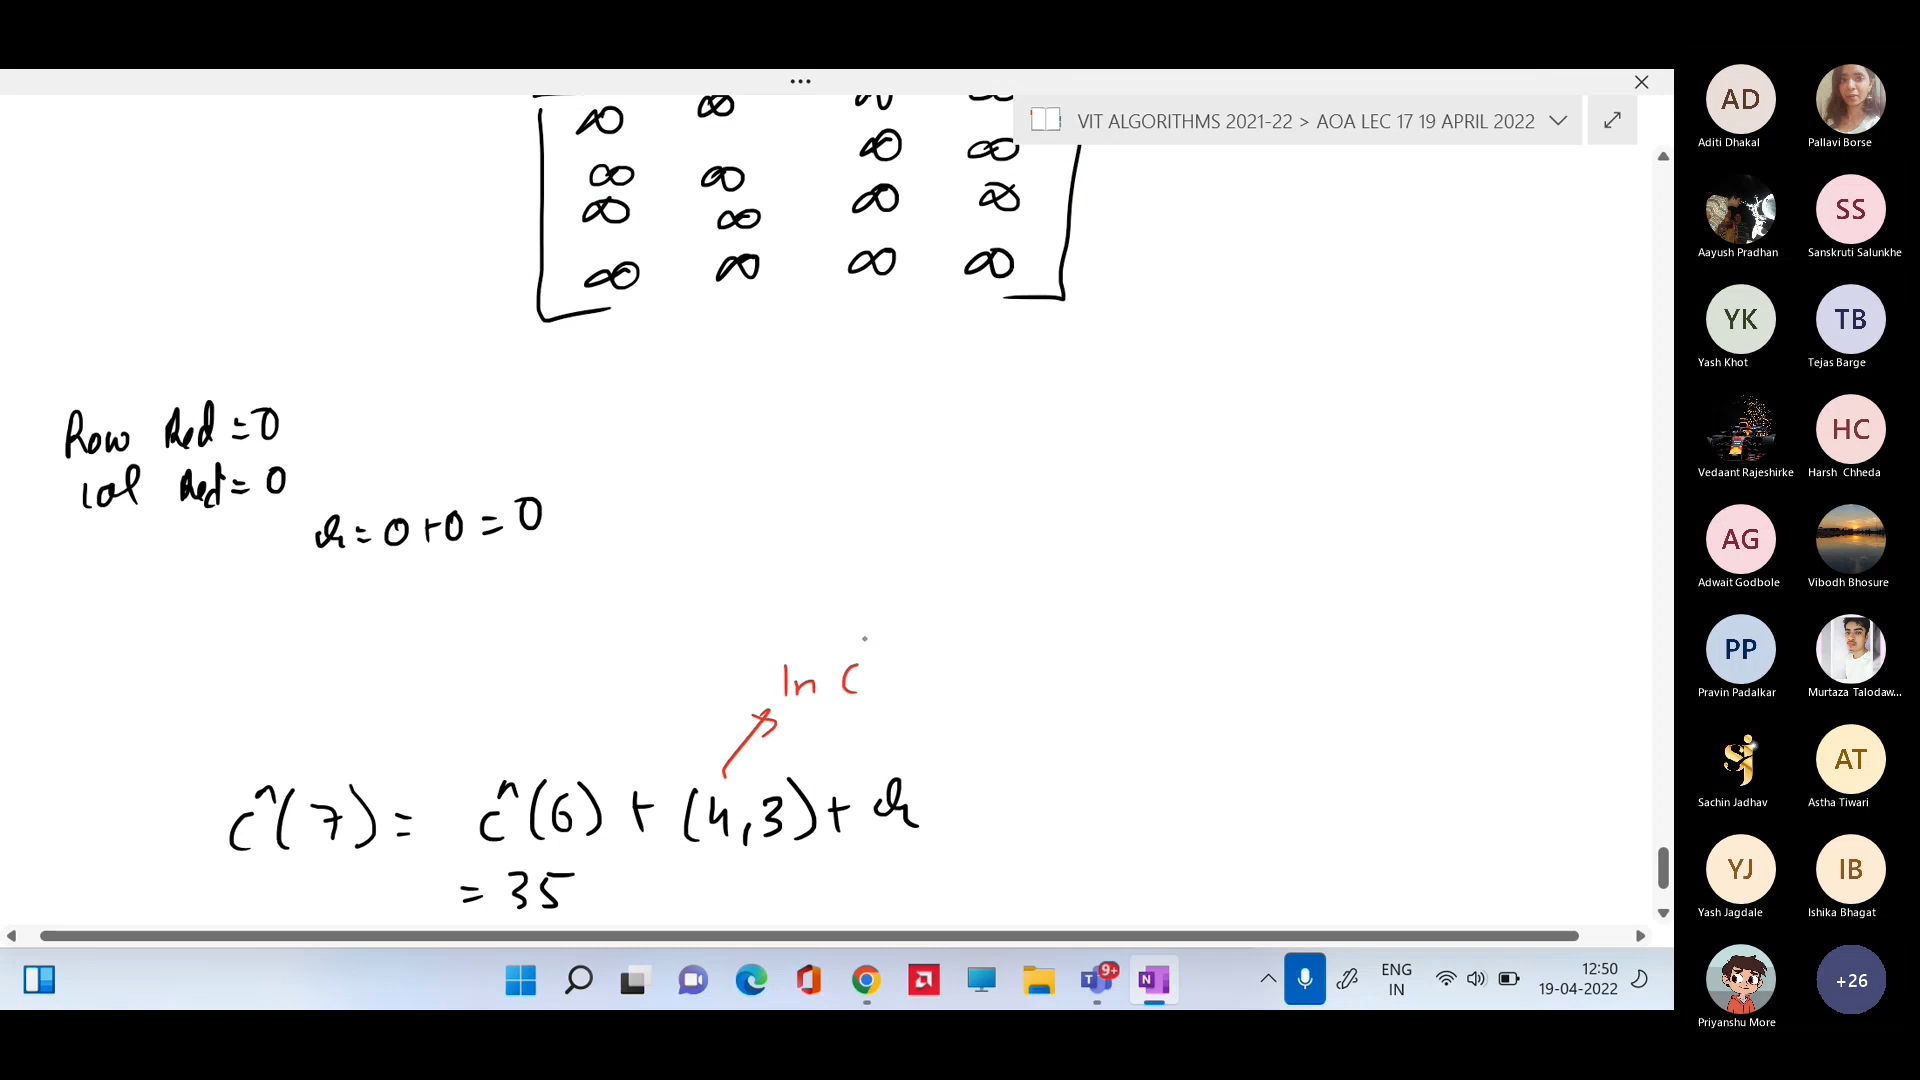 VIT ALGORITHMS 2021-22 > AOA LEC 17 19 APRIL 2022
∞ ∞ ∞ ∞
∞ ∞
∞ ∞
∞ ∞ ∞ ∞
∞ ∞ ∞ ∞
Row Red = 0
Col Red = 0
r = 0 + 0 = 0
In C
ĉ(7) = ĉ(6) + (4,3) + r
= 35
AD
Aditi Dhakal
Pallavi Borse
Aayush Pradhan
SS
Sanskruti Salunkhe
YK
Yash Khot
TB
Tejas Barge
Vedaant Rajeshirke
HC
Harsh Chheda
AG
Adwait Godbole
Vibodh Bhosure
PP
Pravin Padalkar
Murtaza Talodaw...
Sj
Sachin Jadhav
AT
Astha Tiwari
YJ
Yash Jagdale
IB
Ishika Bhagat
Priyanshu More
+26
9+
N
ENG
IN
12:50
19-04-2022